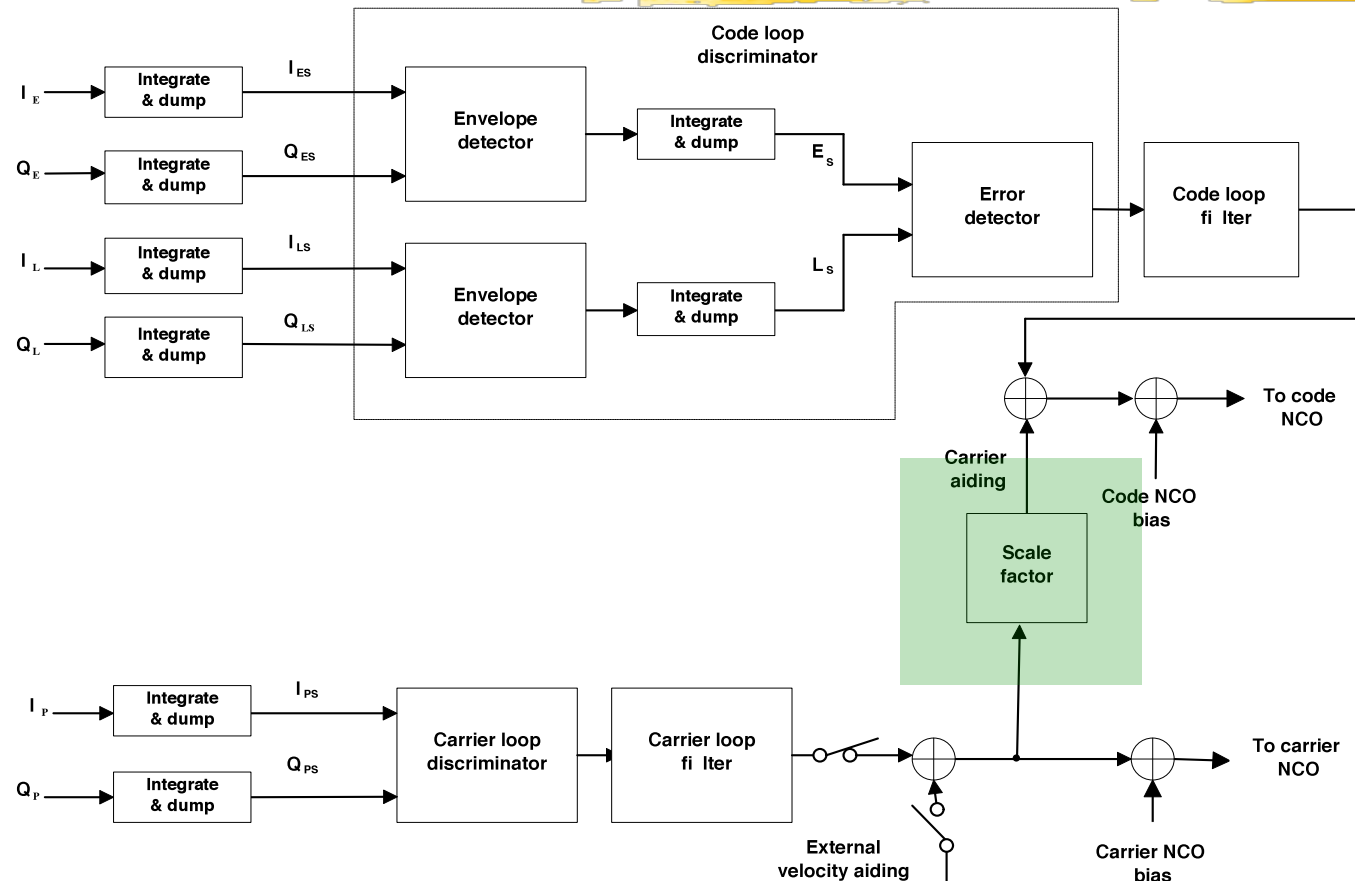 Code loop
discriminator
I E
Integrate
& dump
I ES
Q E
Integrate
& dump
Q ES
Envelope
detector
Integrate
& dump
E S
I L
Integrate
& dump
I LS
Q L
Integrate
& dump
Q LS
Envelope
detector
Integrate
& dump
L S
Error
detector
Code loop
fi lter
To code
NCO
Carrier
aiding
Code NCO
bias
Scale
factor
I P
Integrate
& dump
I PS
Q P
Integrate
& dump
Q PS
Carrier loop
discriminator
Carrier loop
fi lter
To carrier
NCO
External
velocity aiding
Carrier NCO
bias